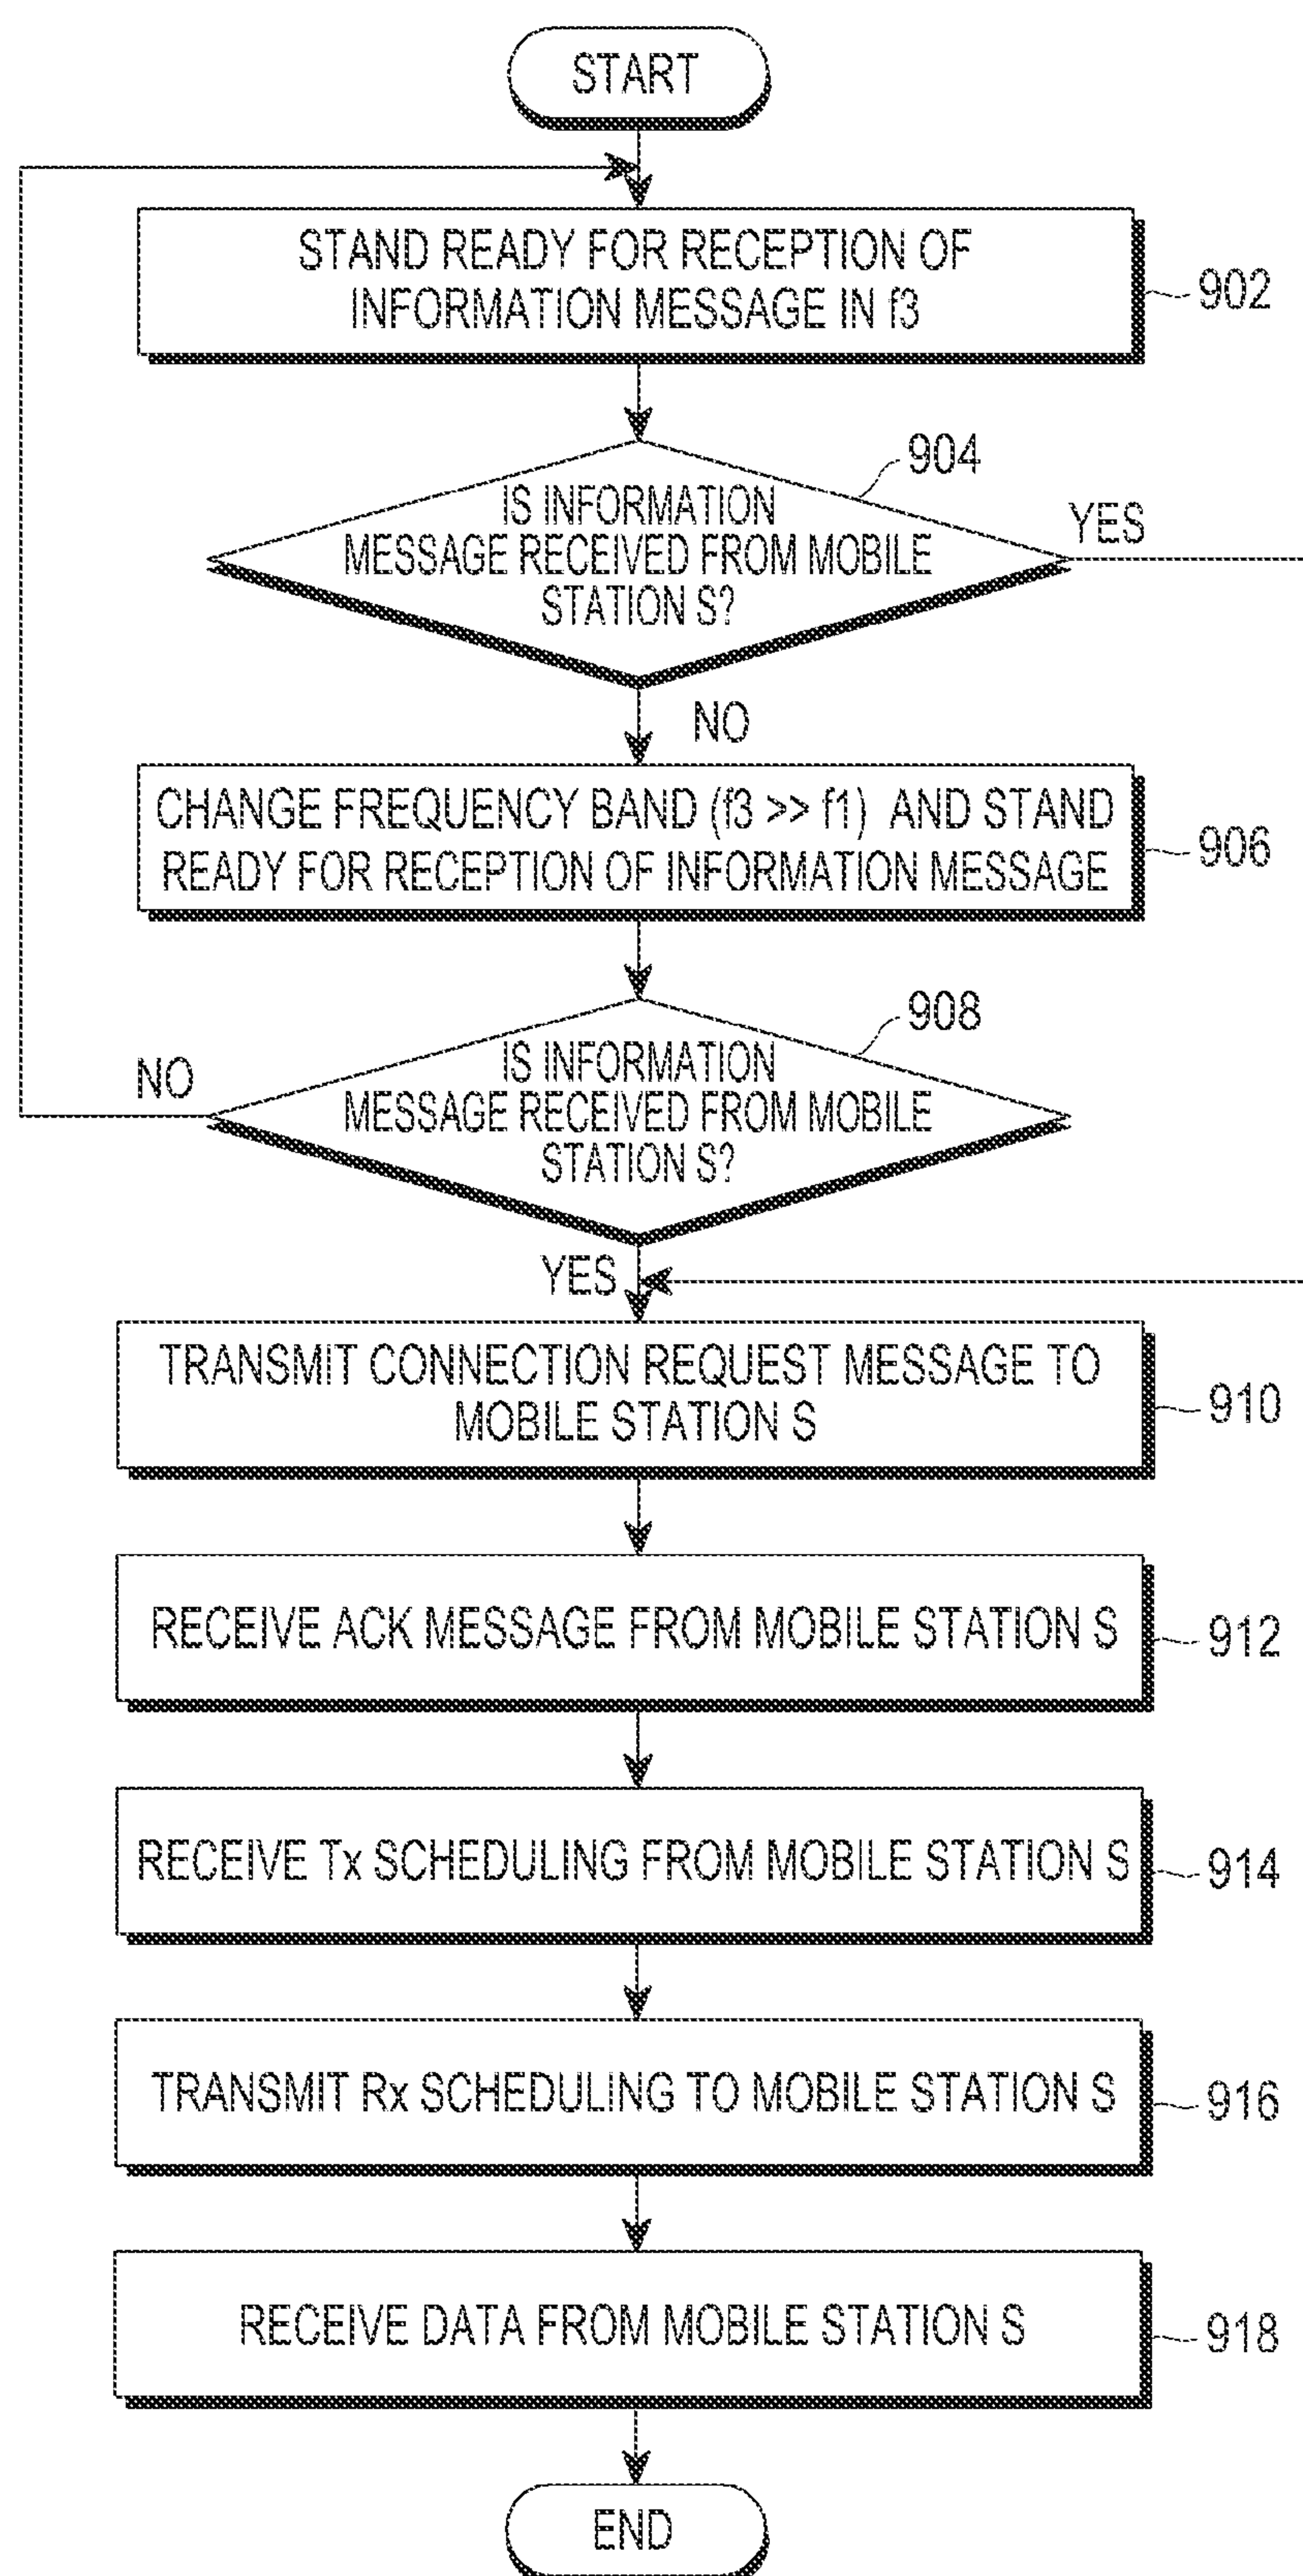 START
STAND READY FOR RECEPTION OF
INFORMATION MESSAGE IN f3
902
904
IS INFORMATION
MESSAGE RECEIVED FROM MOBILE
STATION S?
YES
NO
CHANGE FREQUENCY BAND (f3 >> f1) AND STAND
READY FOR RECEPTION OF INFORMATION MESSAGE
906
908
IS INFORMATION
MESSAGE RECEIVED FROM MOBILE
STATION S?
NO
YES
TRANSMIT CONNECTION REQUEST MESSAGE TO
MOBILE STATION S
910
RECEIVE ACK MESSAGE FROM MOBILE STATION S
912
RECEIVE Tx SCHEDULING FROM MOBILE STATION S
914
TRANSMIT Rx SCHEDULING TO MOBILE STATION S
916
RECEIVE DATA FROM MOBILE STATION S
918
END